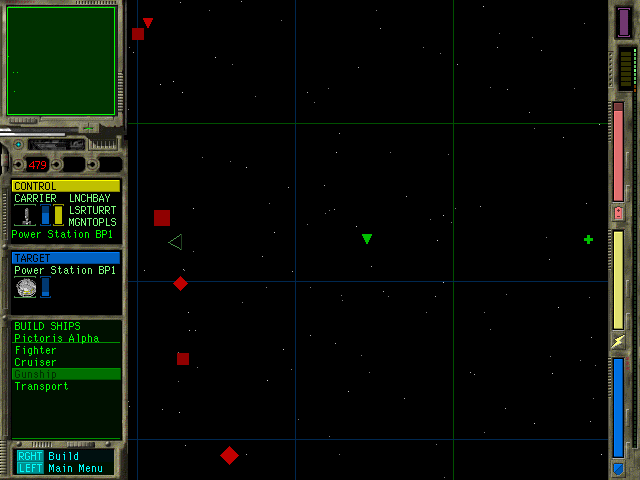 479
CONTROL
CARRIER LNCHBAY
LSRTURRT
MGNTOPLS
Power Station BP1
TARGET
Power Station BP1
BUILD SHIPS
Pictoris Alpha
Fighter
Cruiser
Gunship
Transport
RGHT Build
LEFT Main Menu